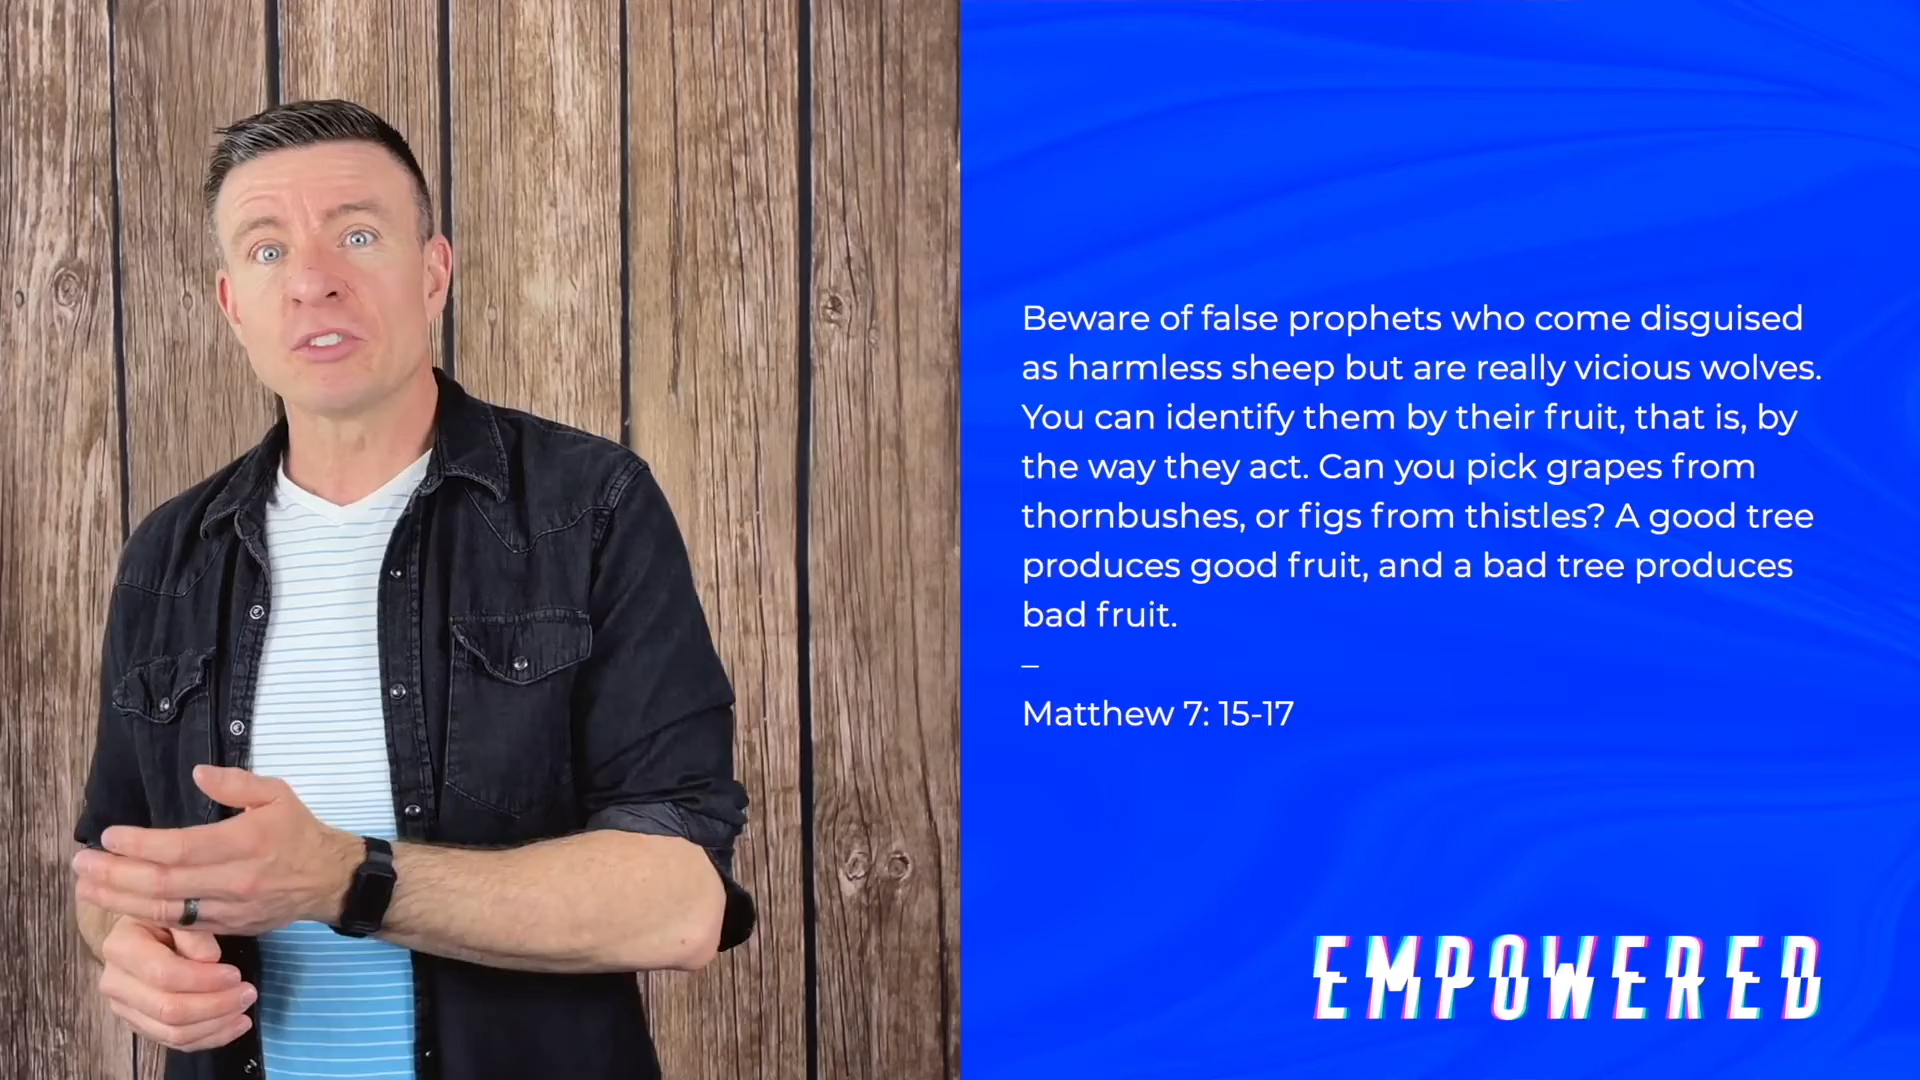 Beware of false prophets who come disguised
as harmless sheep but are really vicious wolves.
You can identify them by their fruit, that is, by
the way they act. Can you pick grapes from
thornbushes, or figs from thistles? A good tree
produces good fruit, and a bad tree produces
bad fruit.
–
Matthew 7: 15-17
EMPOWERED